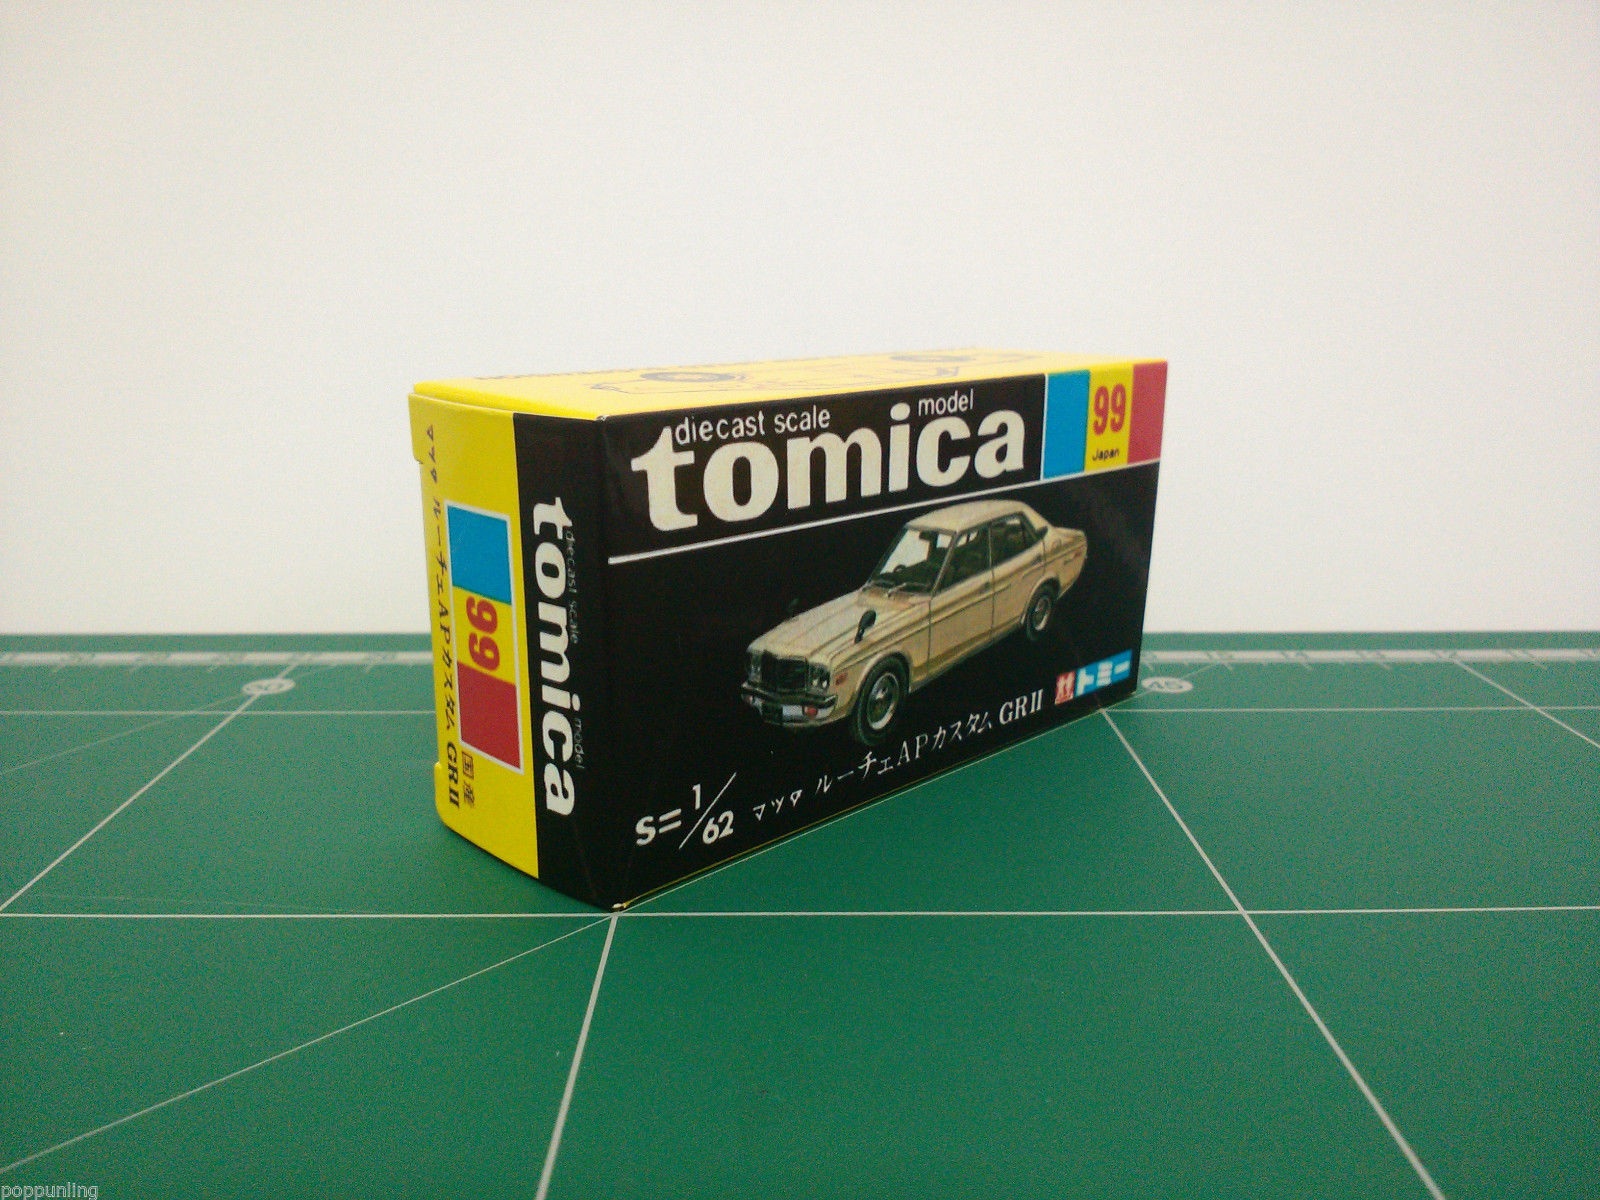 diecast scale model
tomica
99
Japan
S=1/62
マツダ ルーチェAPカスタム GRII
トミー
マツダ ルーチェAPカスタム GRII
99
国産
diecast scale model
tomica
45
poppunling